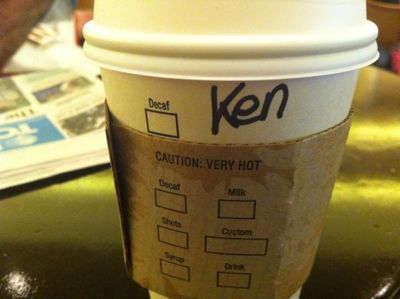 Decaf Ken
CAUTION: VERY HOT
Decaf Milk
Shots Custom
Syrup Drink